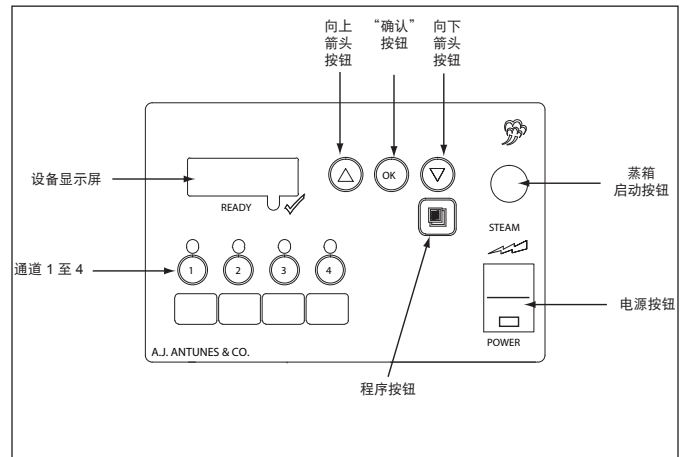 向上
箭头
按钮
“确认”
按钮
向下
箭头
按钮
设备显示屏
OK
READY
蒸箱
启动按钮
STEAM
通道 1 至 4
1 2 3 4
电源按钮
POWER
A.J. ANTUNES & CO.
程序按钮